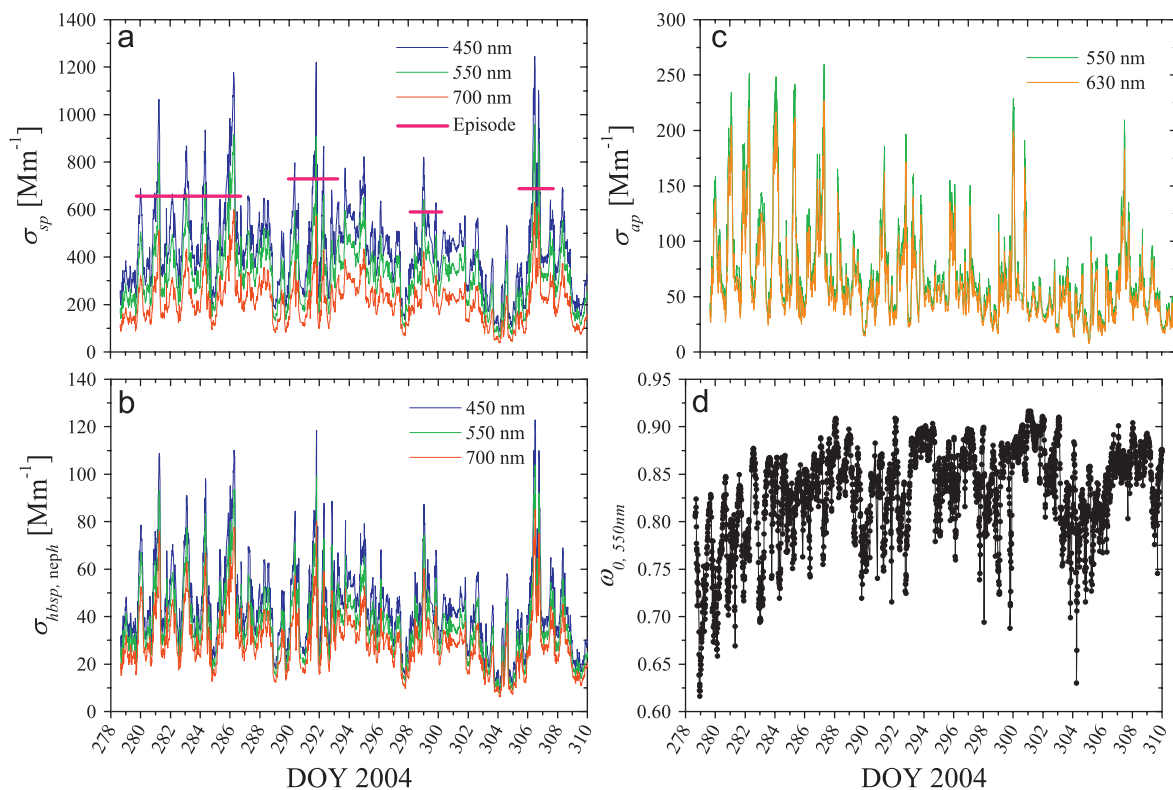 a
450 nm
550 nm
700 nm
Episode
σsp [Mm-1]
1400
1200
1000
800
600
400
200
0
c
550 nm
630 nm
σap [Mm-1]
300
250
200
150
100
50
0
b
450 nm
550 nm
700 nm
σhbsp, neph [Mm-1]
140
120
100
80
60
40
20
0
278 280 282 284 286 288 290 292 294 296 298 300 302 304 306 308 310
DOY 2004
d
ω0, 550nm
0.95
0.90
0.85
0.80
0.75
0.70
0.65
0.60
278 280 282 284 286 288 290 292 294 296 298 300 302 304 306 308 310
DOY 2004